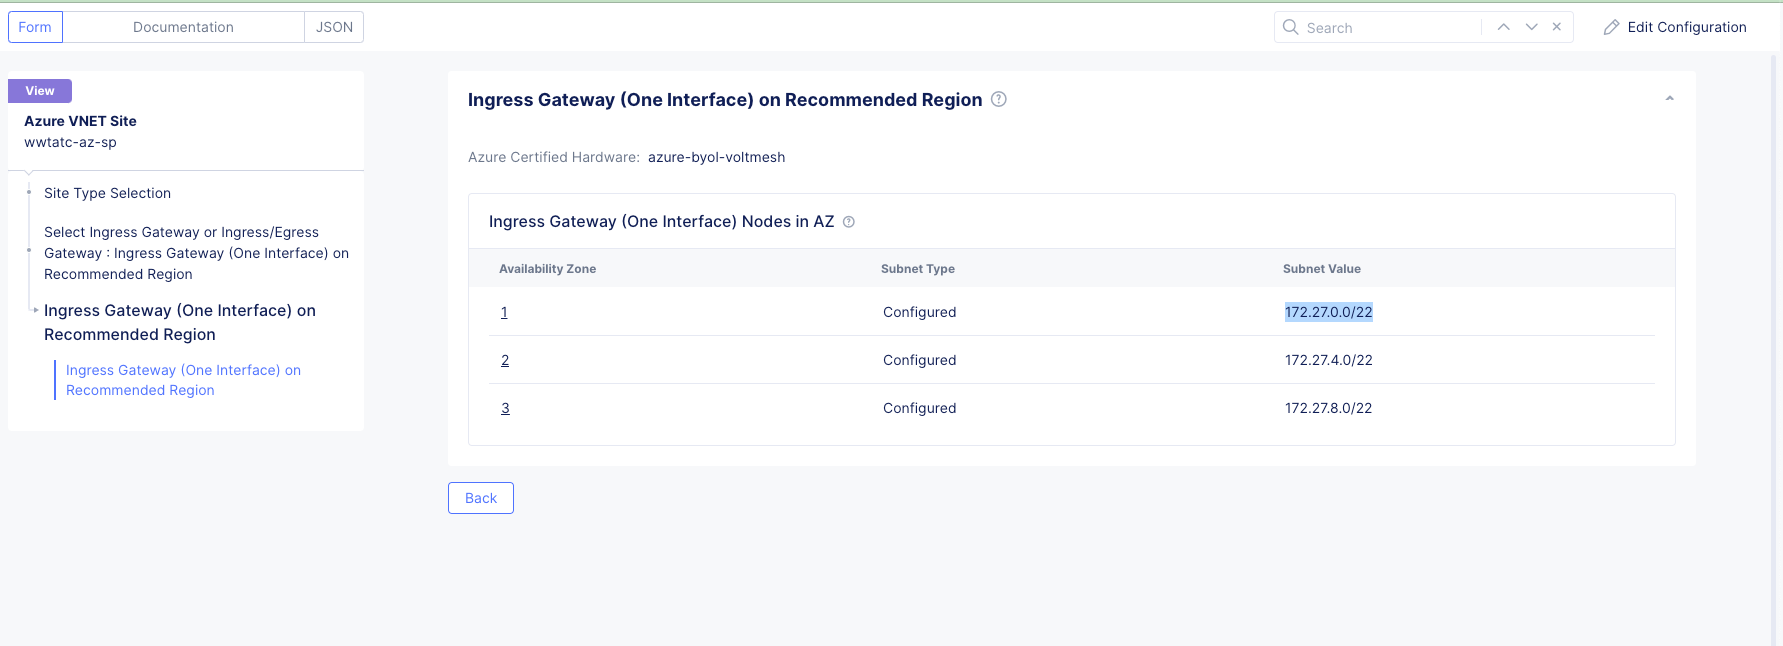 Form Documentation JSON Search Edit Configuration
View
Azure VNET Site
wwtatc-az-sp
Site Type Selection
Select Ingress Gateway or Ingress/Egress
Gateway : Ingress Gateway (One Interface) on
Recommended Region
Ingress Gateway (One Interface) on
Recommended Region
Ingress Gateway (One Interface) on
Recommended Region
Ingress Gateway (One Interface) on Recommended Region
Azure Certified Hardware: azure-byol-voltmesh
Ingress Gateway (One Interface) Nodes in AZ
Availability Zone Subnet Type Subnet Value
1 Configured 172.27.0.0/22
2 Configured 172.27.4.0/22
3 Configured 172.27.8.0/22
Back